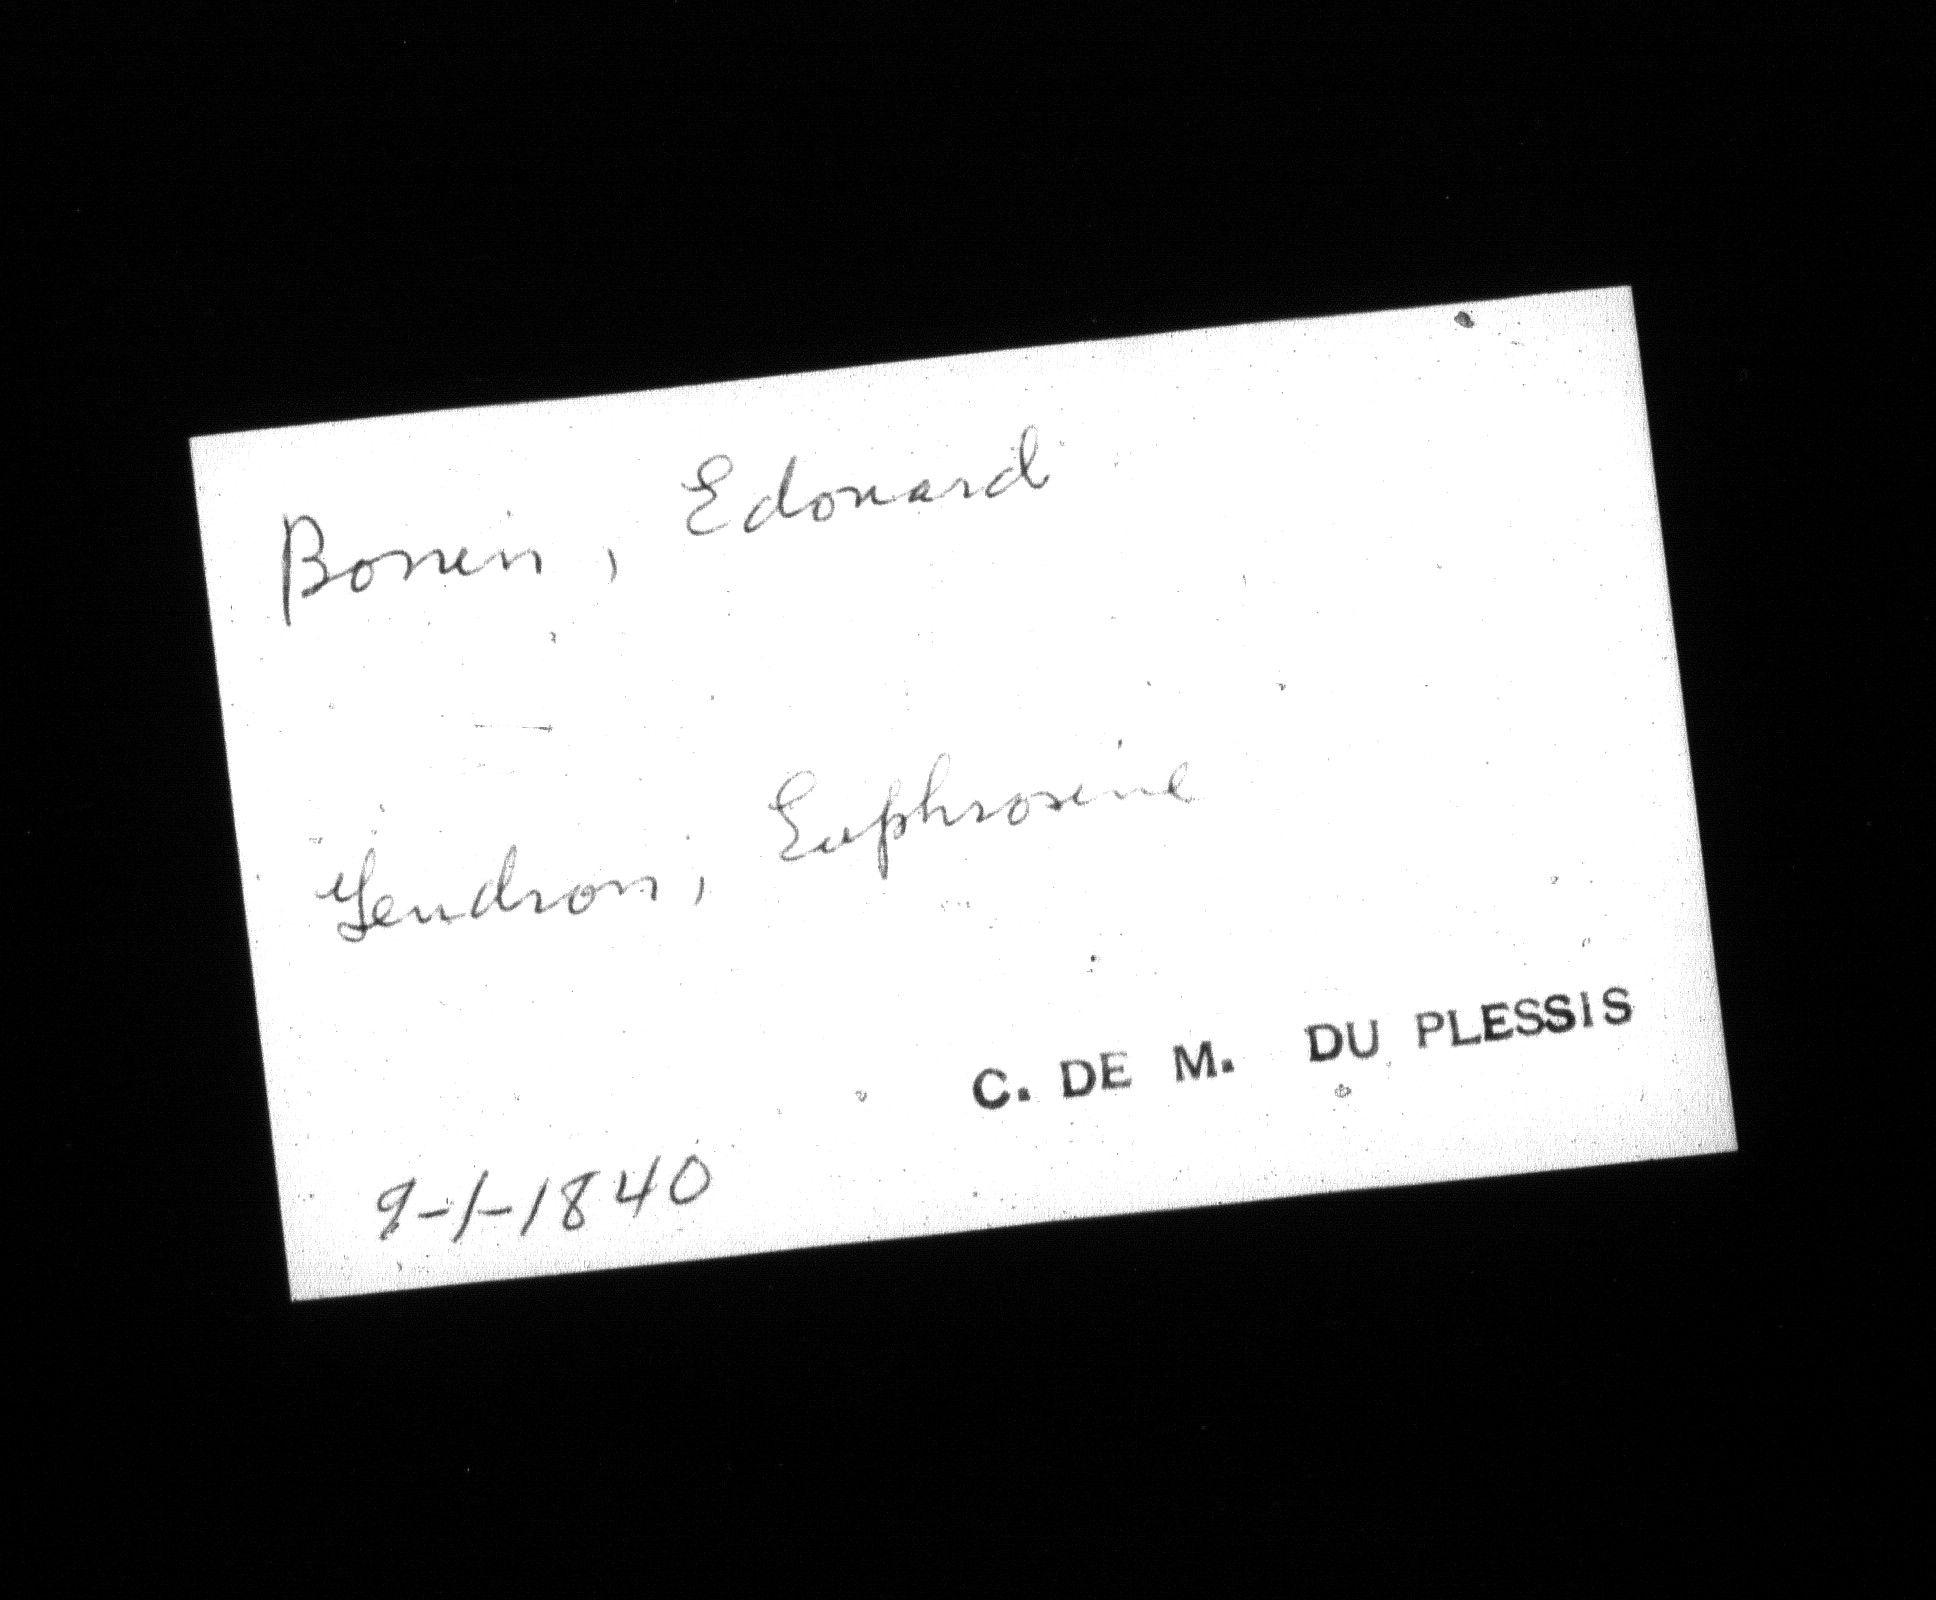 Bonin, Edouard
Gendron, Euphrosine
C. DE M. DU PLESSIS
9-1-1840